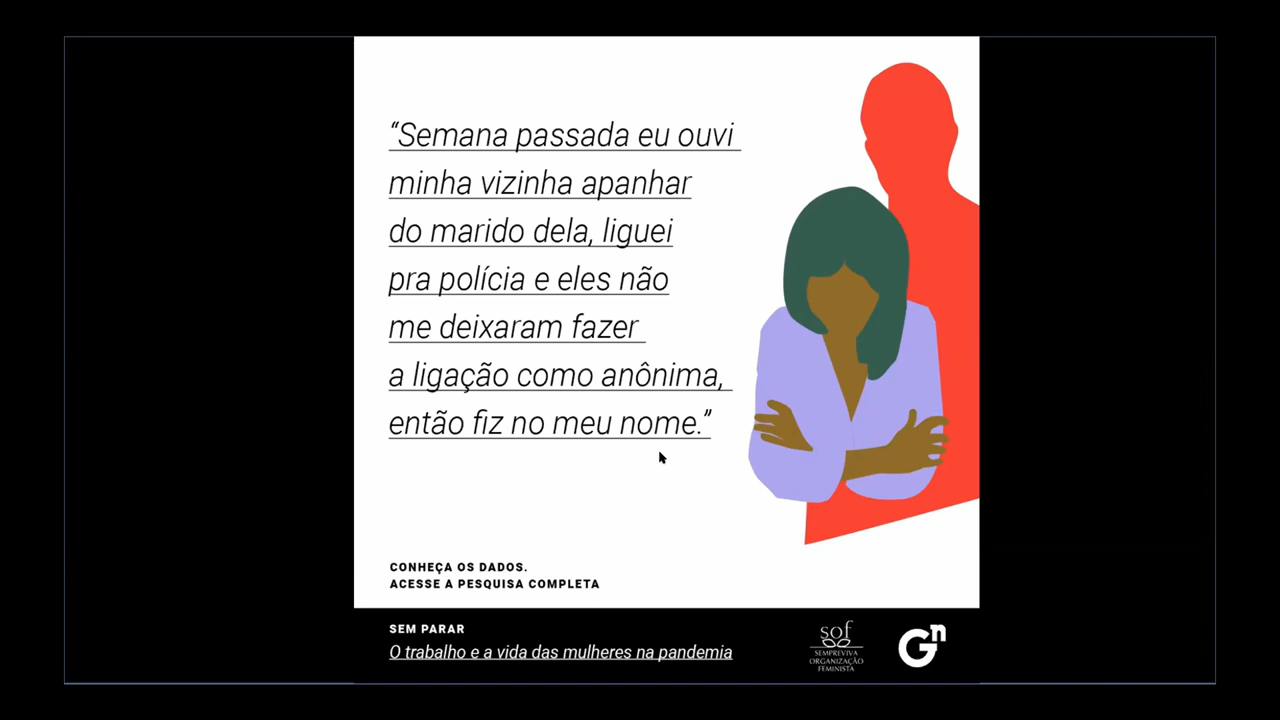 “Semana passada eu ouvi
minha vizinha apanhar
do marido dela, liguei
pra polícia e eles não
me deixaram fazer
a ligação como anônima,
então fiz no meu nome.”
CONHEÇA OS DADOS.
ACESSE A PESQUISA COMPLETA
SEM PARAR
O trabalho e a vida das mulheres na pandemia
sof
SEMPREVIVA
ORGANIZAÇÃO
FEMINISTA
Gn